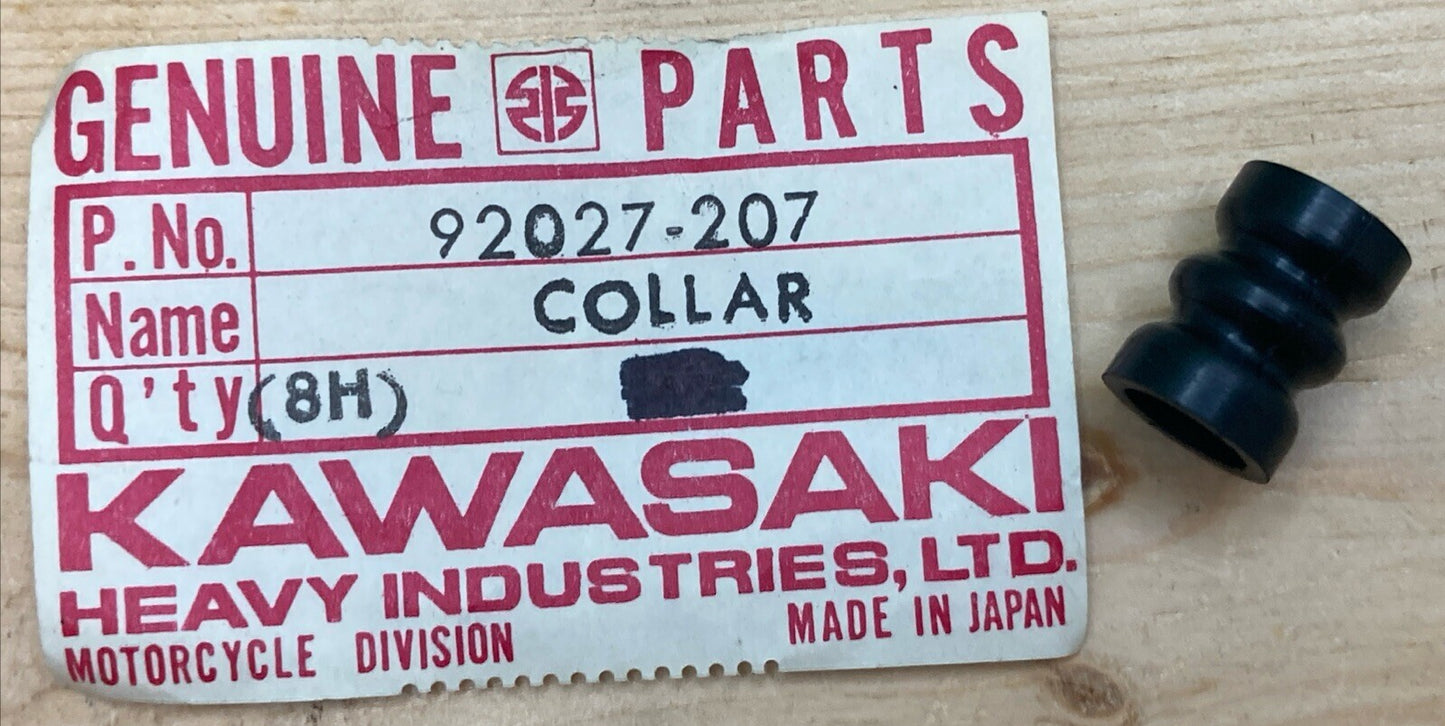 GENUINE PARTS
P. No. 92027-207
Name COLLAR
Q'ty (8H)
KAWASAKI
HEAVY INDUSTRIES, LTD.
MOTORCYCLE DIVISION MADE IN JAPAN